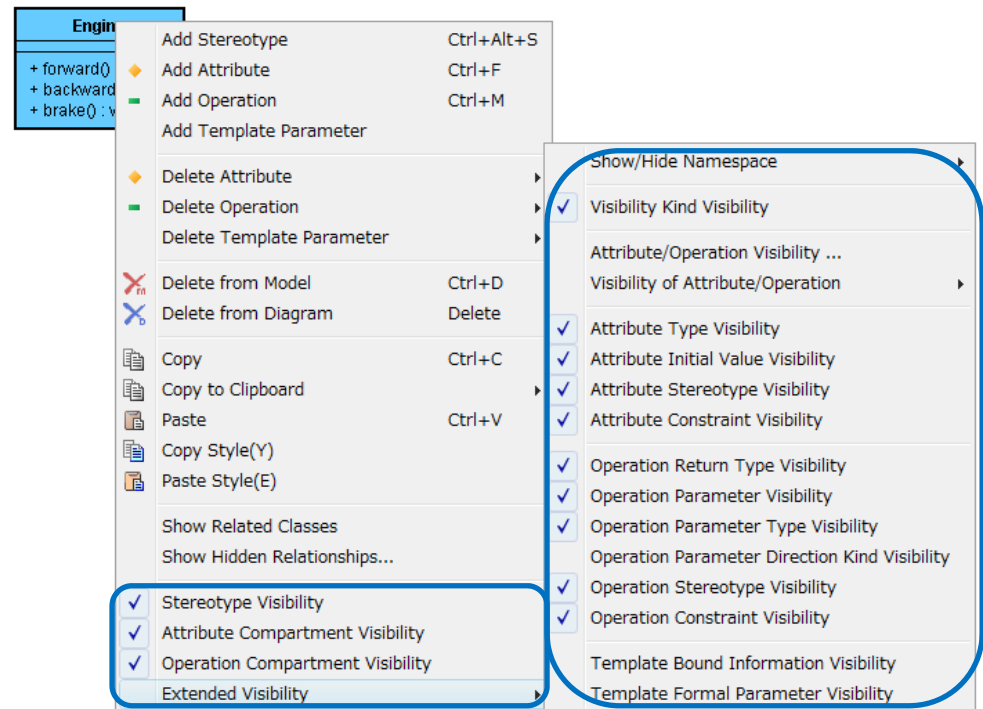 Engin
+ forward()
+ backward
+ brake() : v
Add Stereotype Ctrl+Alt+S
Add Attribute Ctrl+F
Add Operation Ctrl+M
Add Template Parameter
Delete Attribute
Delete Operation
Delete Template Parameter
Delete from Model Ctrl+D
Delete from Diagram Delete
Copy Ctrl+C
Copy to Clipboard
Paste Ctrl+V
Copy Style(Y)
Paste Style(E)
Show Related Classes
Show Hidden Relationships...
Stereotype Visibility
Attribute Compartment Visibility
Operation Compartment Visibility
Extended Visibility
Show/Hide Namespace
Visibility Kind Visibility
Attribute/Operation Visibility ...
Visibility of Attribute/Operation
Attribute Type Visibility
Attribute Initial Value Visibility
Attribute Stereotype Visibility
Attribute Constraint Visibility
Operation Return Type Visibility
Operation Parameter Visibility
Operation Parameter Type Visibility
Operation Parameter Direction Kind Visibility
Operation Stereotype Visibility
Operation Constraint Visibility
Template Bound Information Visibility
Template Formal Parameter Visibility